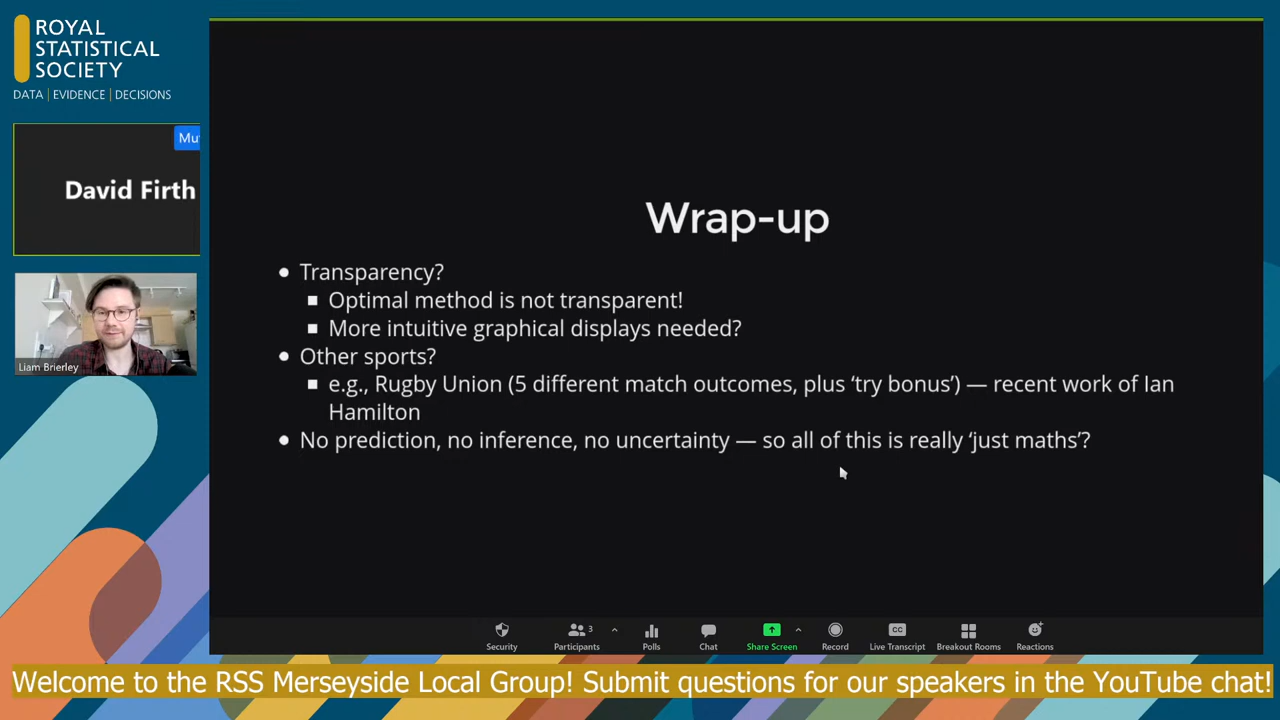 ROYAL
STATISTICAL
SOCIETY
DATA | EVIDENCE | DECISIONS
Mu
David Firth
Liam Brierley
Wrap-up
• Transparency?
▪ Optimal method is not transparent!
▪ More intuitive graphical displays needed?
• Other sports?
▪ e.g., Rugby Union (5 different match outcomes, plus ‘try bonus’) — recent work of Ian
Hamilton
• No prediction, no inference, no uncertainty — so all of this is really ‘just maths’?
Security
Participants
3
Polls
Chat
Share Screen
Record
CC
Live Transcript
Breakout Rooms
Reactions
Welcome to the RSS Merseyside Local Group! Submit questions for our speakers in the YouTube chat!